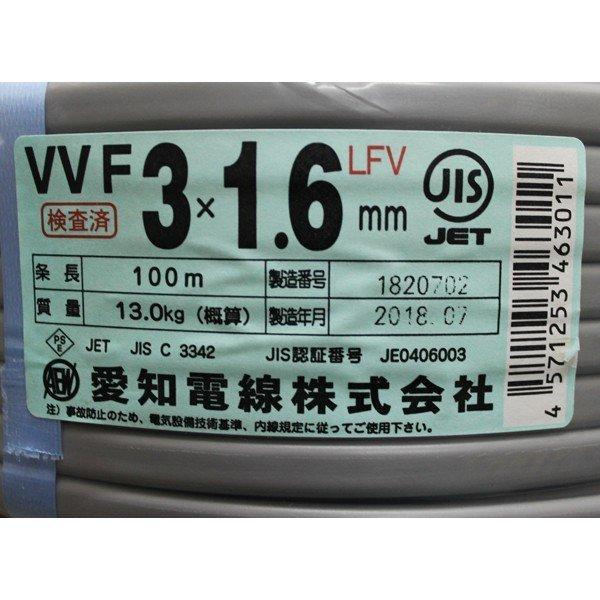 VVF 3×1.6 mm LFV
検査済
JIS
JET
条長 100m 製造番号 1820702
質量 13.0kg (概算) 製造年月 2018.07
PS
E JET JIS C 3342 JIS認証番号 JE0406003
AEW 愛知電線株式会社
注）事故防止のため、電気設備技術基準、内線規定に従ってご使用下さい。
4 571253 463011